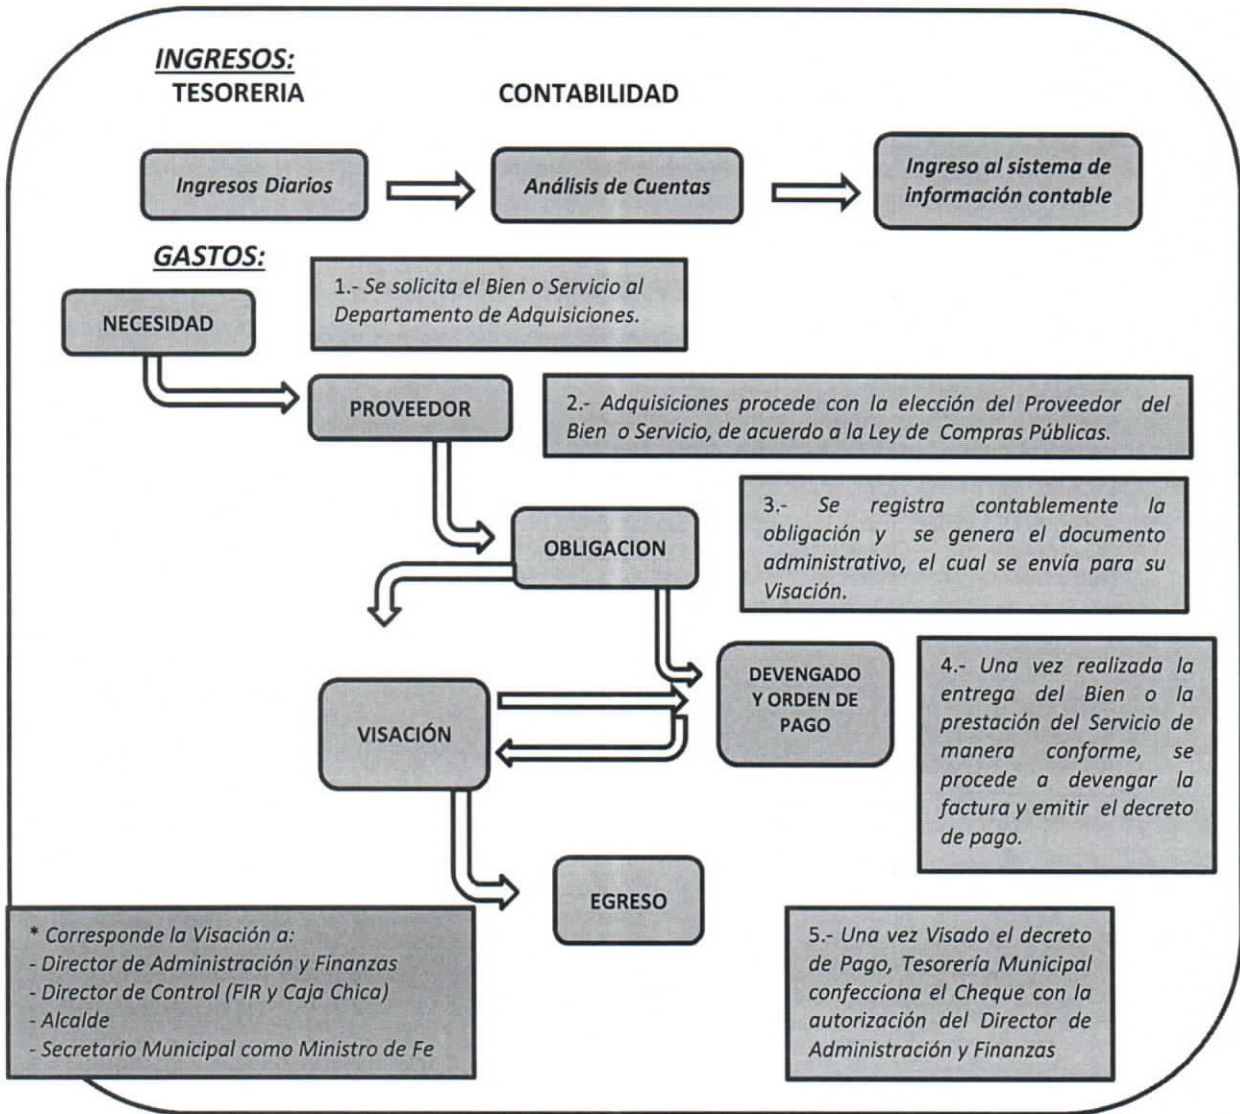 INGRESOS:
TESORERIA CONTABILIDAD
Ingresos Diarios
Análisis de Cuentas
Ingreso al sistema de
información contable
GASTOS:
NECESIDAD
1.- Se solicita el Bien o Servicio al
Departamento de Adquisiciones.
PROVEEDOR
2.- Adquisiciones procede con la elección del Proveedor del
Bien o Servicio, de acuerdo a la Ley de Compras Públicas.
OBLIGACION
3.- Se registra contablemente la
obligación y se genera el documento
administrativo, el cual se envía para su
Visación.
VISACIÓN
DEVENGADO
Y ORDEN DE
PAGO
4.- Una vez realizada la
entrega del Bien o la
prestación del Servicio de
manera conforme, se
procede a devengar la
factura y emitir el decreto
de pago.
EGRESO
* Corresponde la Visación a:
- Director de Administración y Finanzas
- Director de Control (FIR y Caja Chica)
- Alcalde
- Secretario Municipal como Ministro de Fe
5.- Una vez Visado el decreto
de Pago, Tesorería Municipal
confecciona el Cheque con la
autorización del Director de
Administración y Finanzas